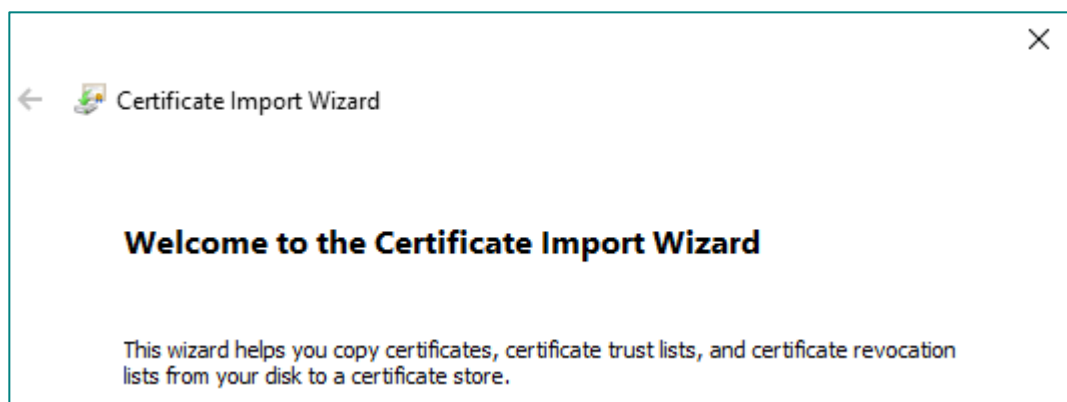 Certificate Import Wizard
Welcome to the Certificate Import Wizard
This wizard helps you copy certificates, certificate trust lists, and certificate revocation
lists from your disk to a certificate store.